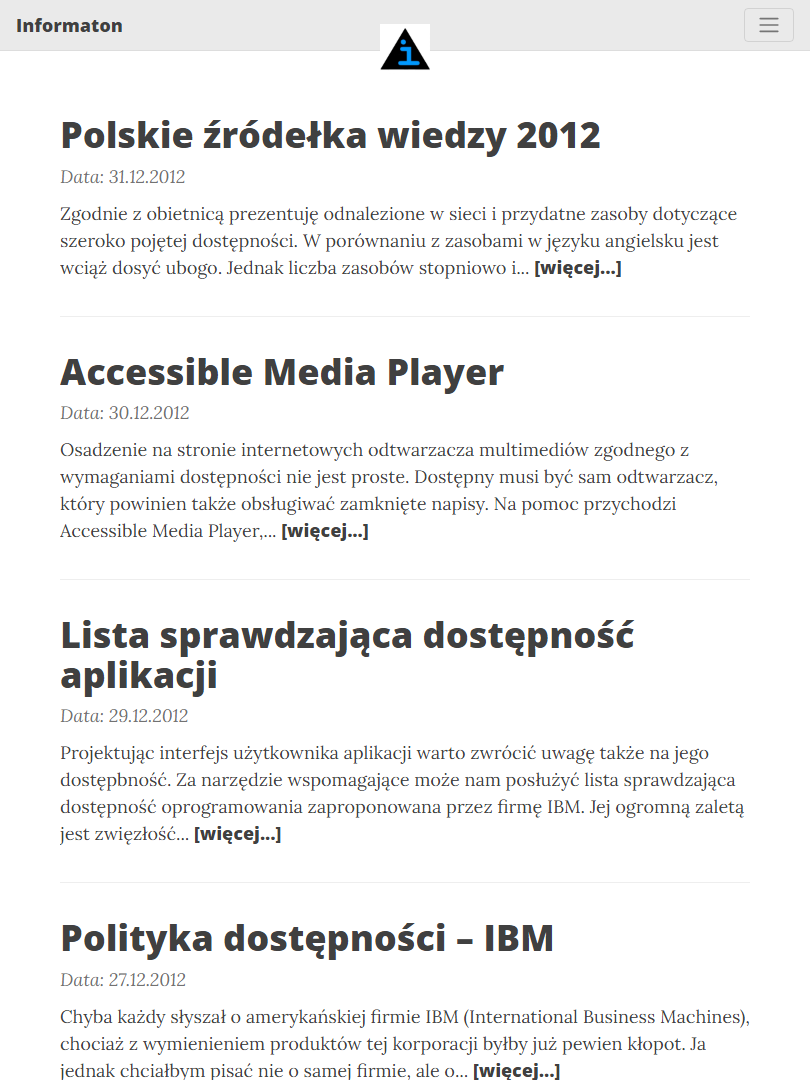 Informaton
i
Polskie źródełka wiedzy 2012
Data: 31.12.2012
Zgodnie z obietnicą prezentuję odnalezione w sieci i przydatne zasoby dotyczące
szeroko pojętej dostępności. W porównaniu z zasobami w języku angielsku jest
wciąż dosyć ubogo. Jednak liczba zasobów stopniowo i... [więcej...]
Accessible Media Player
Data: 30.12.2012
Osadzenie na stronie internetowych odtwarzacza multimediów zgodnego z
wymaganiami dostępności nie jest proste. Dostępny musi być sam odtwarzacz,
który powinien także obsługiwać zamknięte napisy. Na pomoc przychodzi
Accessible Media Player,... [więcej...]
Lista sprawdzająca dostępność
aplikacji
Data: 29.12.2012
Projektując interfejs użytkownika aplikacji warto zwrócić uwagę także na jego
dostępbność. Za narzędzie wspomagające może nam posłużyć lista sprawdzająca
dostępność oprogramowania zaproponowana przez firmę IBM. Jej ogromną zaletą
jest zwięzłość... [więcej...]
Polityka dostępności – IBM
Data: 27.12.2012
Chyba każdy słyszał o amerykańskiej firmie IBM (International Business Machines),
chociaż z wymienieniem produktów tej korporacji byłby już pewien kłopot. Ja
jednak chciałbym pisać nie o samej firmie, ale o... [więcej...]